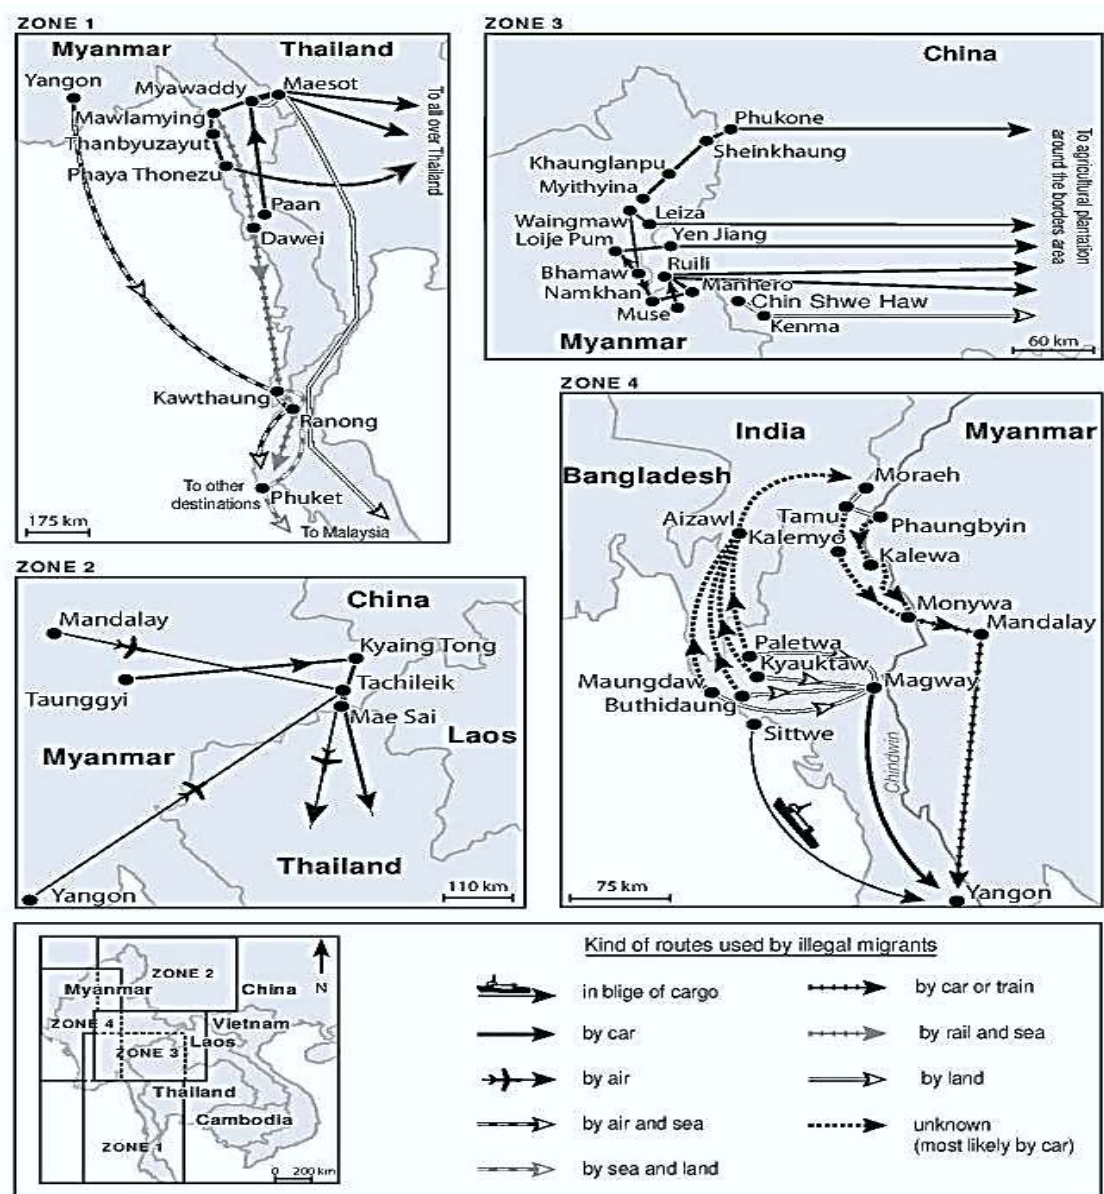 ZONE 1
Myanmar
Thailand
Yangon
Myawaddy
Maesot
Mawlamying
Thanbyuzayut
Phaya Thonezu
Paan
Dawei
To all over Thailand
Kawthaung
Ranong
To other
destinations
Phuket
To Malaysia
175 km
ZONE 3
China
Phukone
Sheinkhaung
Khaunglanpu
Myithyina
Waingmaw
Leiza
Loije Pum
Yen Jiang
Bhamaw
Ruili
Namkhan
Manhero
Muse
Chin Shwe Haw
Kenma
Myanmar
To agricultural plantation
around the borders area
60 km
ZONE 2
China
Mandalay
Kyaing Tong
Taunggyi
Tachileik
Mae Sai
Laos
Myanmar
Thailand
Yangon
110 km
ZONE 4
India
Myanmar
Bangladesh
Moraeh
Aizawl
Tamu
Phaungbyin
Kalemyo
Kalewa
Monywa
Mandalay
Paletwa
Kyauktaw
Maungdaw
Magway
Buthidaung
Sittwe
Chindwin
Yangon
75 km
ZONE 2
Myanmar
China
N
ZONE 4
Vietnam
Laos
ZONE 3
Thailand
Cambodia
ZONE 1
0 200 km
Kind of routes used by illegal migrants
in blige of cargo
by car
by air
by air and sea
by sea and land
by car or train
by rail and sea
by land
unknown
(most likely by car)